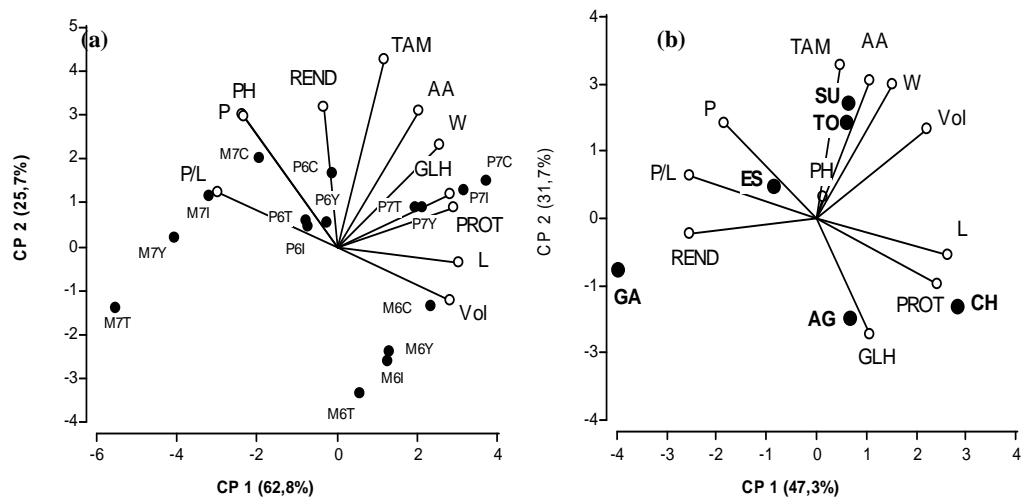 (a)
5
4
3
2
1
0
-1
-2
-3
-4
CP 2 (25,7%)
-6
-4
-2
0
2
4
CP 1 (62,8%)
TAM
REND
PH
P
AA
W
M7C
P6C
GLH
P7C
P/L
M7I
P6Y
P7T
P7I
P6T
P7Y
PROT
M7Y
P6I
L
M6C
Vol
M7T
M6Y
M6I
M6T
(b)
4
3
1
0
-1
-3
-4
CP 2 (31,7%)
-4
-3
-1
0
1
3
4
CP 1 (47,3%)
TAM
AA
SU
W
P
TO
Vol
P/L
ES
PH
REND
L
GA
PROT
CH
AG
GLH